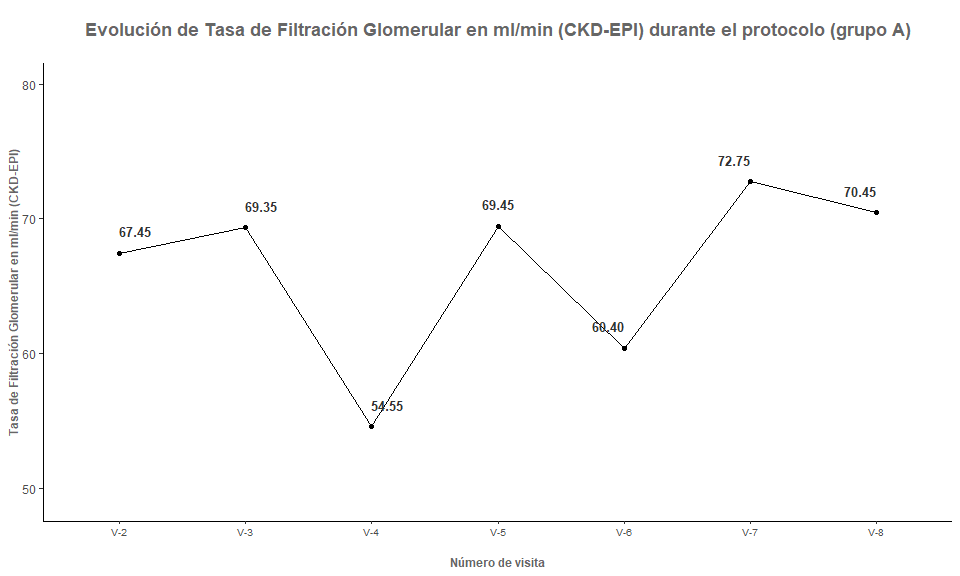 Evolución de Tasa de Filtración Glomerular en ml/min (CKD-EPI) durante el protocolo (grupo A)
Tasa de Filtración Glomerular en ml/min (CKD-EPI)
80
70
60
50
67.45
69.35
54.55
69.45
60.40
72.75
70.45
V-2
V-3
V-4
V-5
V-6
V-7
V-8
Número de visita